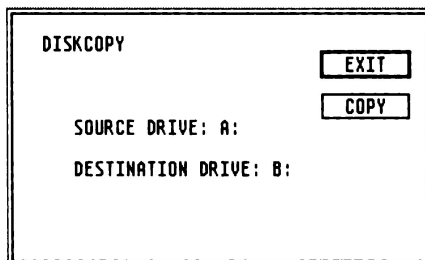 DISKCOPY
EXIT
COPY
SOURCE DRIVE: A:
DESTINATION DRIVE: B: